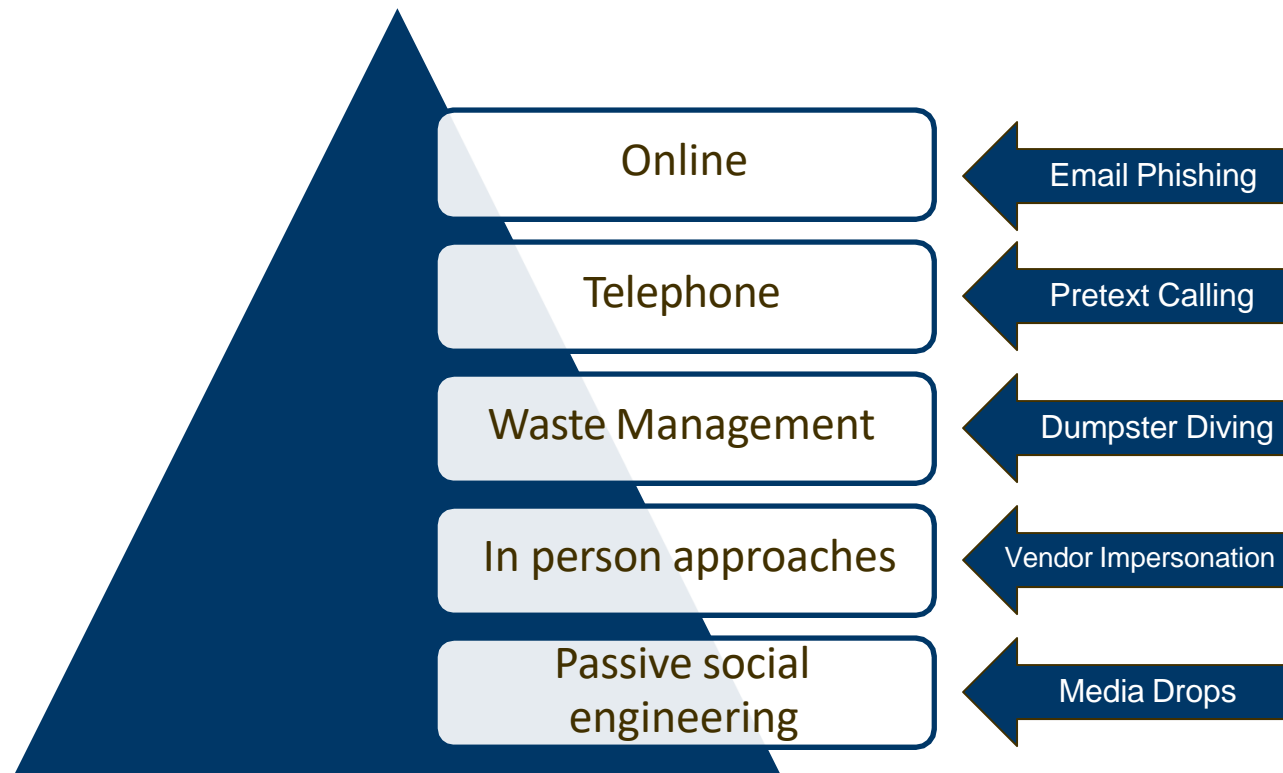 Online
Email Phishing
Telephone
Pretext Calling
Waste Management
Dumpster Diving
In person approaches
Vendor Impersonation
Passive social
engineering
Media Drops